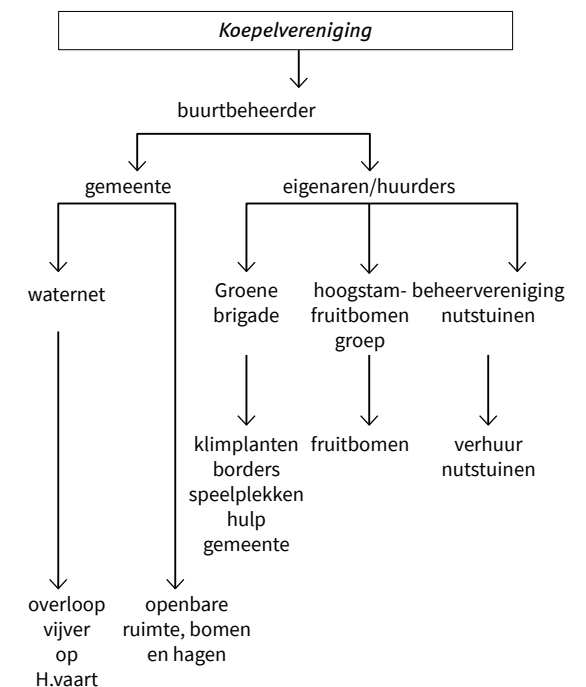 Koepelvereniging
buurtbeheerder
gemeente
eigenaren/huurders
waternet
Groene
brigade
hoogstam-
fruitbomen
groep
beheervereniging
nutstuinen
klimplanten
borders
speelplekken
hulp
gemeente
fruitbomen
verhuur
nutstuinen
overloop
vijver
op
H.vaart
openbare
ruimte, bomen
en hagen